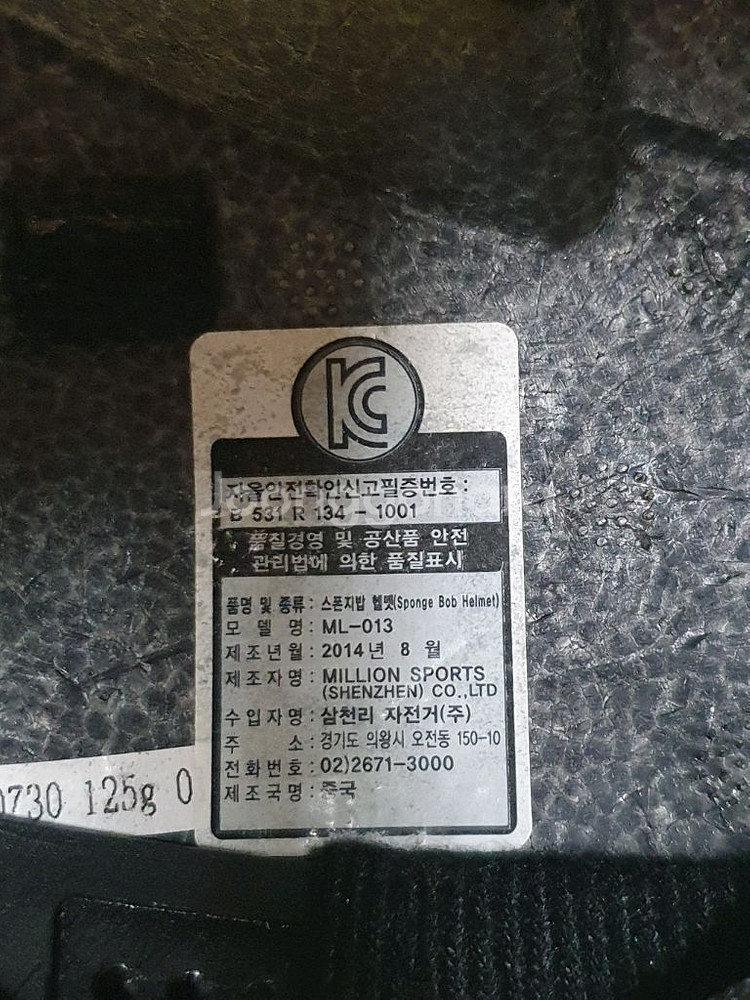 KC
자율안전확인신고필증번호 :
B 531 R 134 - 1001
품질경영 및 공산품 안전
관리법에 의한 품질표시
품명 및 종류 : 스폰지밥 헬멧(Sponge Bob Helmet)
모 델 명 : ML-013
제조년월 : 2014년 8 월
제조자명 : MILLION SPORTS
(SHENZHEN) CO.,LTD
수입자명 : 삼천리 자전거(주)
주 소 : 경기도 의왕시 오전동 150-10
전화번호 : 02)2671-3000
제조국명 : 중국
0730 125g 0